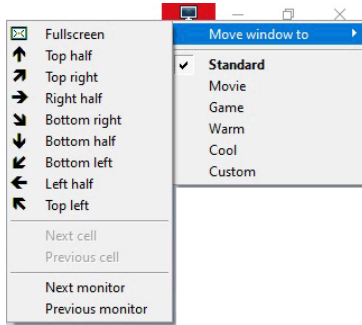 Fullscreen
Top half
Top right
Right half
Bottom right
Bottom half
Bottom left
Left half
Top left
Next cell
Previous cell
Next monitor
Previous monitor
Move window to
Standard
Movie
Game
Warm
Cool
Custom